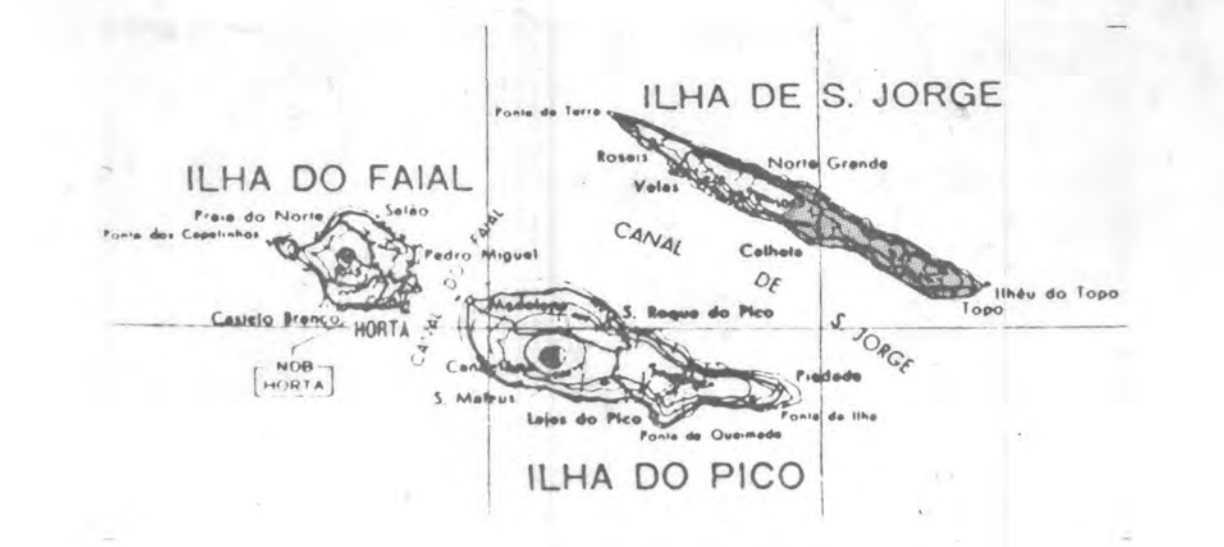 ILHA DE S. JORGE
Ponta de Terra
Rosais
Norte Grande
Velas
ILHA DO FAIAL
Praia do Norte
Salão
Ponta dos Capelinhos
Pedro Miguel
CANAL DO FAIAL
CANAL DE S. JORGE
Calheta
Ilhéu do Topo
Topo
Castelo Branco
HORTA
NDB
HORTA
Madalena
S. Roque do Pico
S. Mateus
Lajes do Pico
Piedade
Ponta da Ilha
Ponta da Queimada
ILHA DO PICO